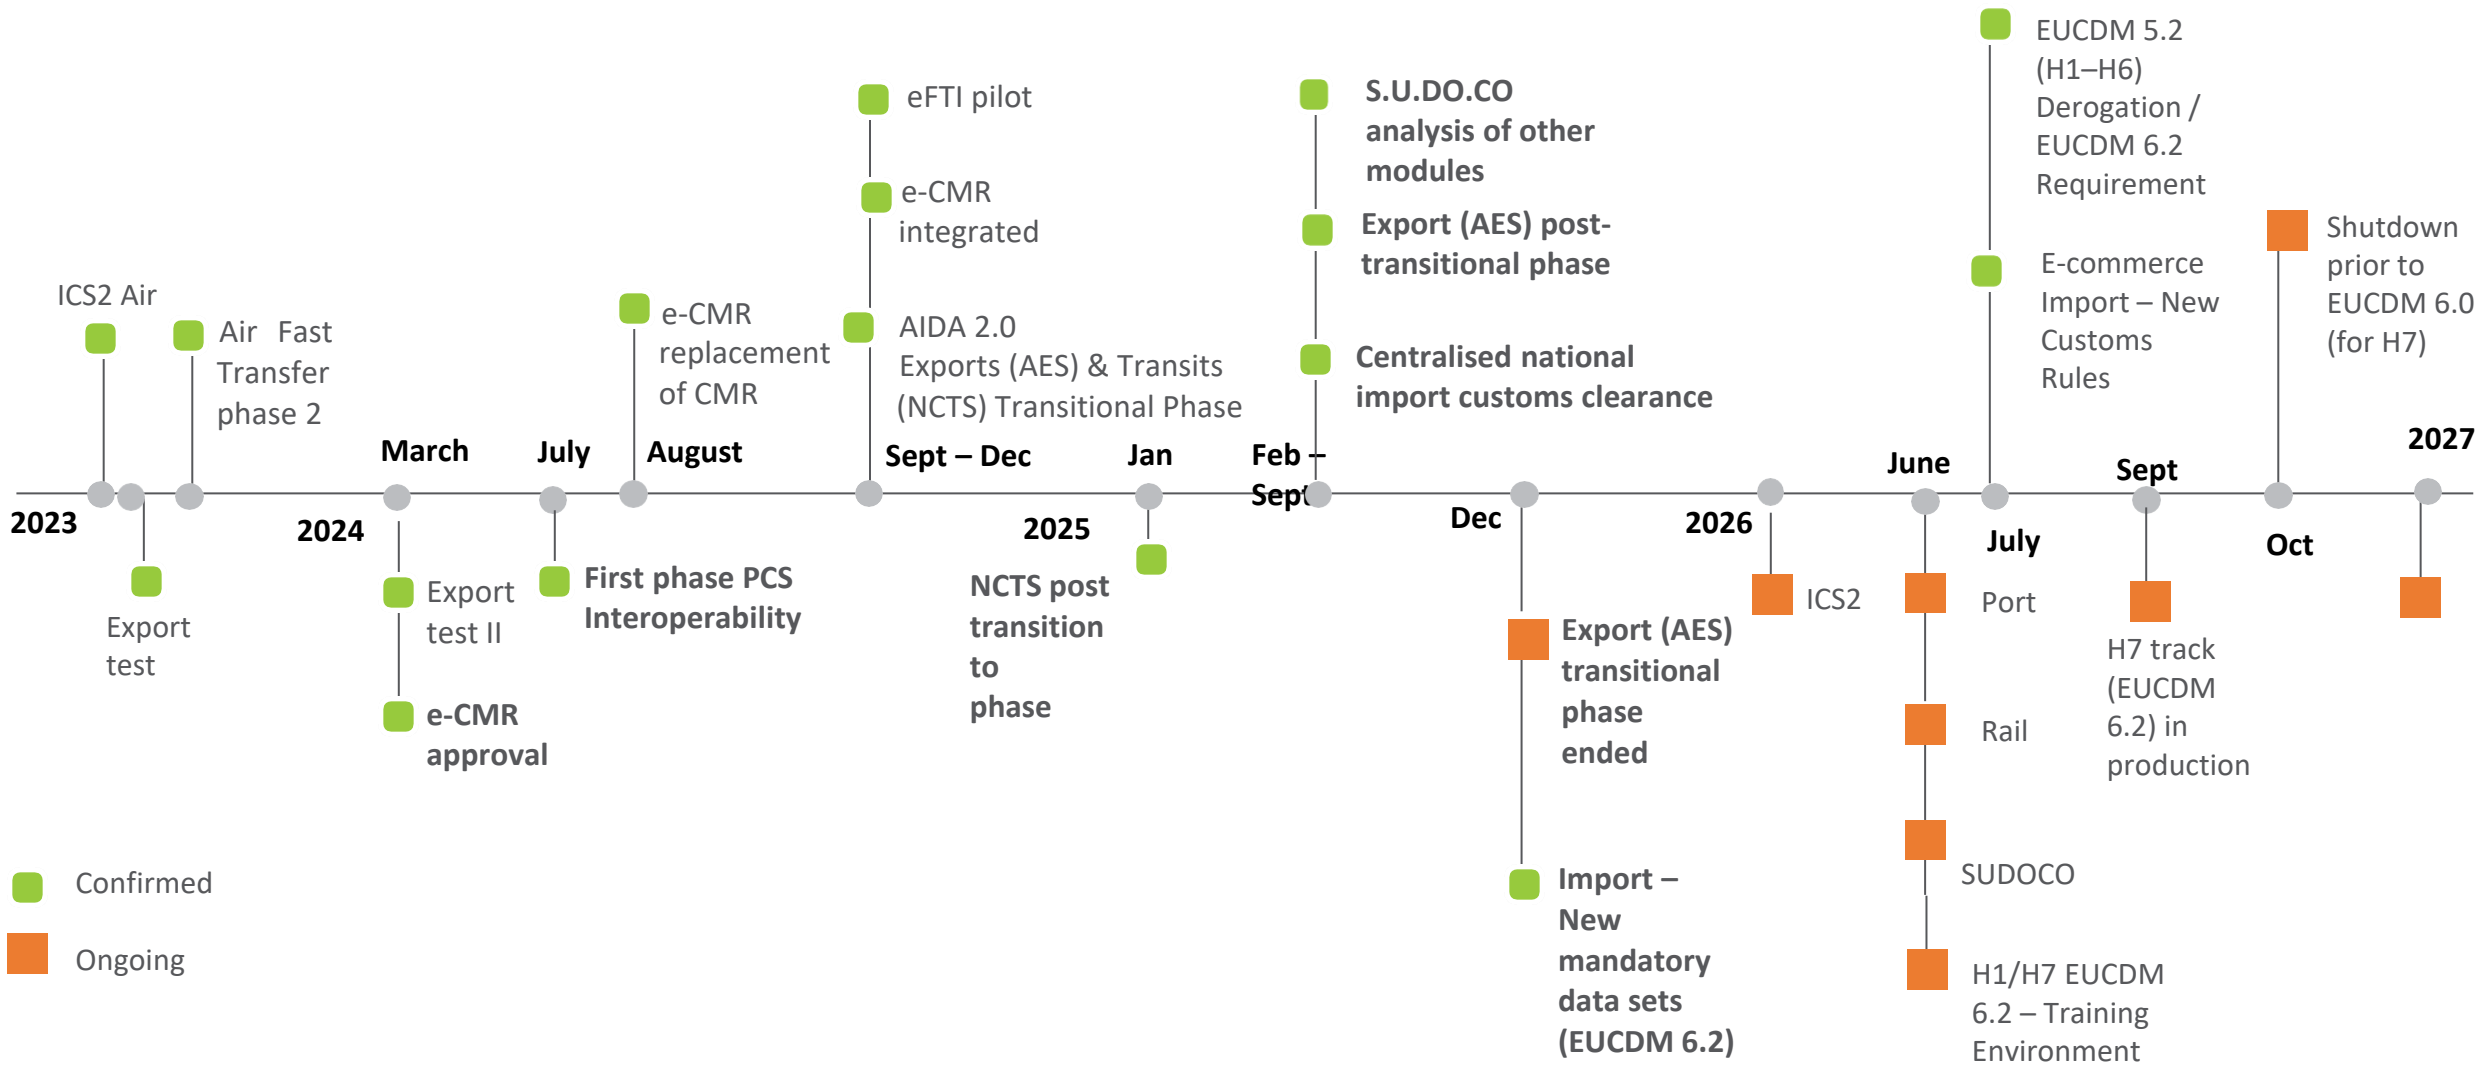 ICS2 Air
Air Fast
Transfer
phase 2
e-CMR
replacement
of CMR
eFTI pilot
e-CMR
integrated
AIDA 2.0
Exports (AES) & Transits
(NCTS) Transitional Phase
S.U.DO.CO
analysis of other
modules
Export (AES) post-
transitional phase
Centralised national
import customs clearance
EUCDM 5.2
(H1–H6)
Derogation /
EUCDM 6.2
Requirement
E-commerce
Import – New
Customs
Rules
Shutdown
prior to
EUCDM 6.0
(for H7)
March
July
August
Sept – Dec
Jan
Feb –
Sept
June
Sept
2027
2023
2024
2025
Dec
2026
July
Oct
Export
test
Export
test II
e-CMR
approval
First phase PCS
Interoperability
NCTS post
transition
to
phase
Export (AES)
transitional
phase
ended
Import –
New
mandatory
data sets
(EUCDM 6.2)
ICS2
Port
Rail
SUDOCO
H1/H7 EUCDM
6.2 – Training
Environment
H7 track
(EUCDM
6.2) in
production
Confirmed
Ongoing